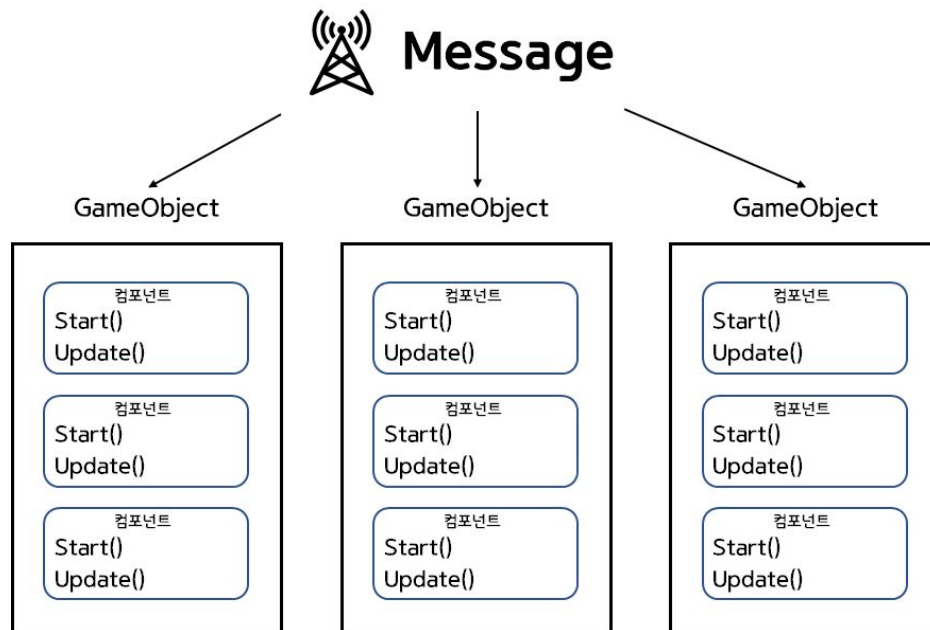 Message
GameObject
컴포넌트
Start()
Update()
컴포넌트
Start()
Update()
컴포넌트
Start()
Update()
GameObject
컴포넌트
Start()
Update()
컴포넌트
Start()
Update()
컴포넌트
Start()
Update()
GameObject
컴포넌트
Start()
Update()
컴포넌트
Start()
Update()
컴포넌트
Start()
Update()